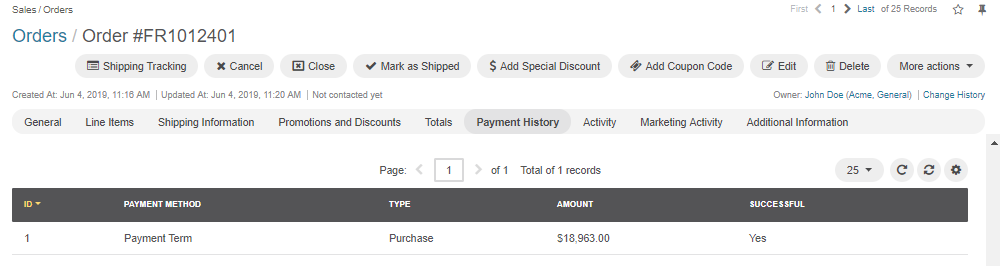 Sales / Orders
First 1 Last of 25 Records
Orders / Order #FR1012401
Shipping Tracking Cancel Close Mark as Shipped $ Add Special Discount Add Coupon Code Edit Delete More actions
Created At: Jun 4, 2019, 11:16 AM | Updated At: Jun 4, 2019, 11:20 AM | Not contacted yet Owner: John Doe (Acme, General) | Change History
General Line Items Shipping Information Promotions and Discounts Totals Payment History Activity Marketing Activity Additional Information
Page: 1 of 1 Total of 1 records 25
ID PAYMENT METHOD TYPE AMOUNT SUCCESSFUL
1 Payment Term Purchase $18,963.00 Yes